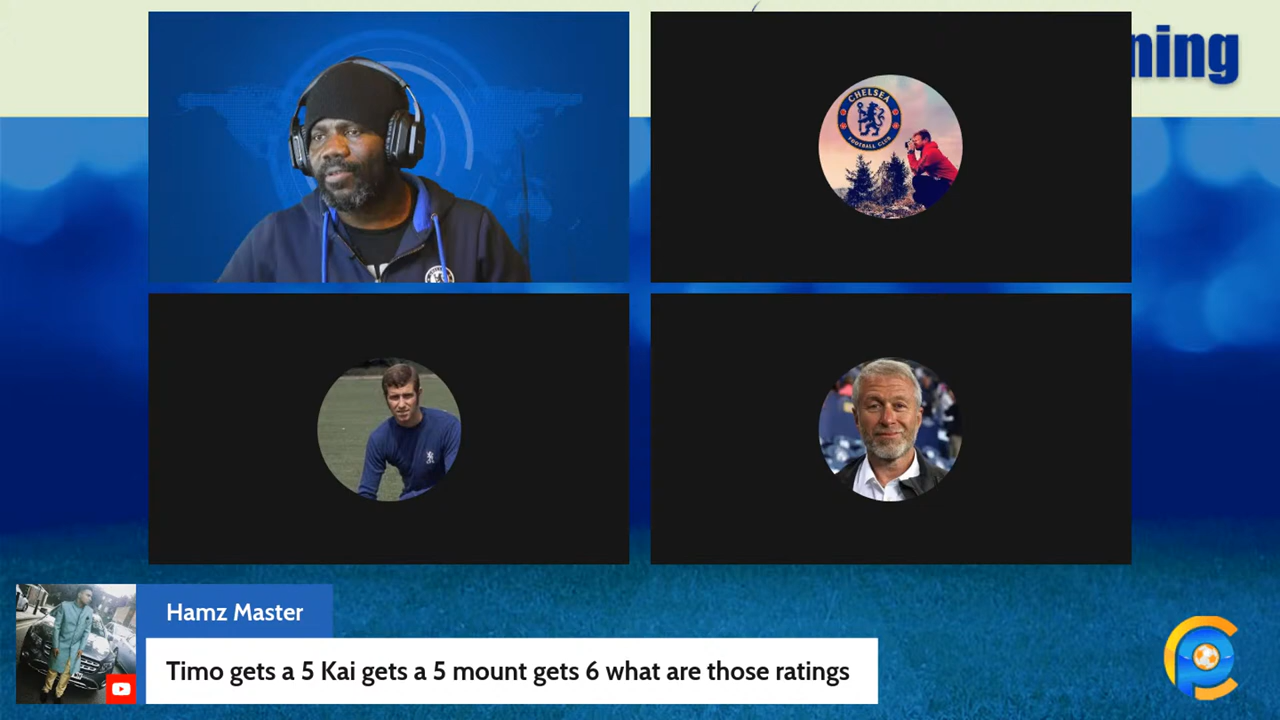 ning
CHELSEA
FOOTBALL CLUB
Hamz Master
Timo gets a 5 Kai gets a 5 mount gets 6 what are those ratings